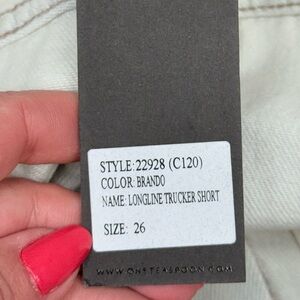 STYLE:22928 (C120)
COLOR: BRANDO
NAME: LONGLINE TRUCKER SHORT
SIZE: 26
WWW.ONETEASPOON.COM